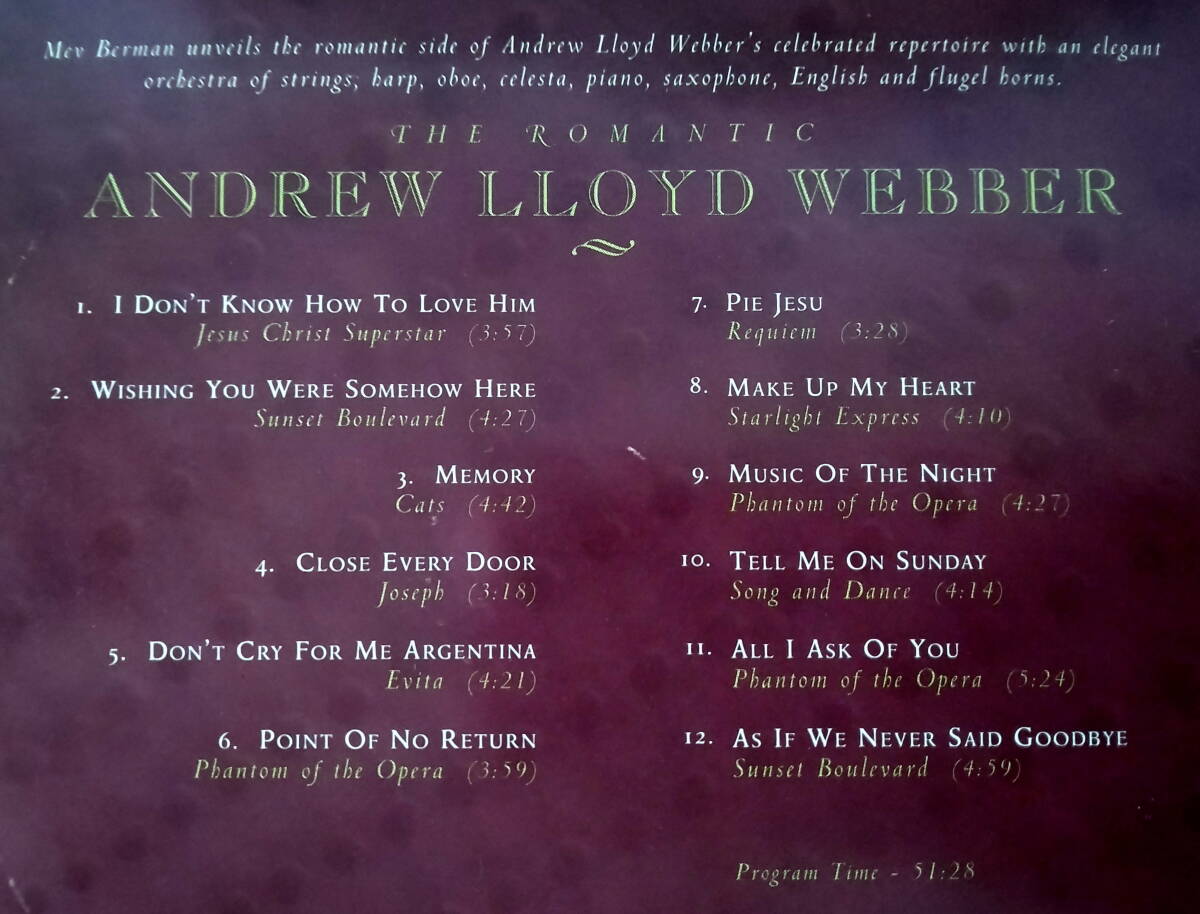 Mev Berman unveils the romantic side of Andrew Lloyd Webber's celebrated repertoire with an elegant
orchestra of strings, harp, oboe, celesta, piano, saxophone, English and flugel horns.
THE ROMANTIC
ANDREW LLOYD WEBBER
1. I DON'T KNOW HOW TO LOVE HIM
Jesus Christ Superstar (3:57)
2. WISHING YOU WERE SOMEHOW HERE
Sunset Boulevard (4:27)
3. MEMORY
Cats (4:42)
4. CLOSE EVERY DOOR
Joseph (3:18)
5. DON'T CRY FOR ME ARGENTINA
Evita (4:21)
6. POINT OF NO RETURN
Phantom of the Opera (3:59)
7. PIE JESU
Requiem (3:28)
8. MAKE UP MY HEART
Starlight Express (4:10)
9. MUSIC OF THE NIGHT
Phantom of the Opera (4:27)
10. TELL ME ON SUNDAY
Song and Dance (4:14)
11. ALL I ASK OF YOU
Phantom of the Opera (5:24)
12. AS IF WE NEVER SAID GOODBYE
Sunset Boulevard (4:59)
Program Time - 51:28